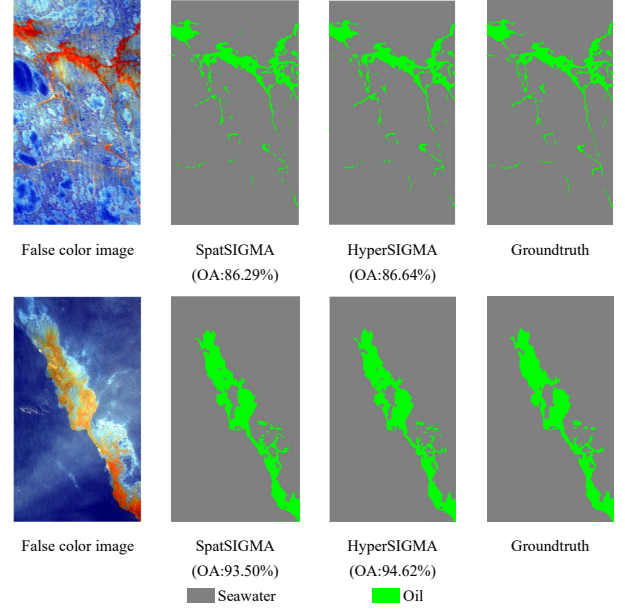 False color image SpatSIGMA HyperSIGMA Groundtruth
(OA:86.29%) (OA:86.64%)
False color image SpatSIGMA HyperSIGMA Groundtruth
(OA:93.50%) (OA:94.62%)
Seawater Oil